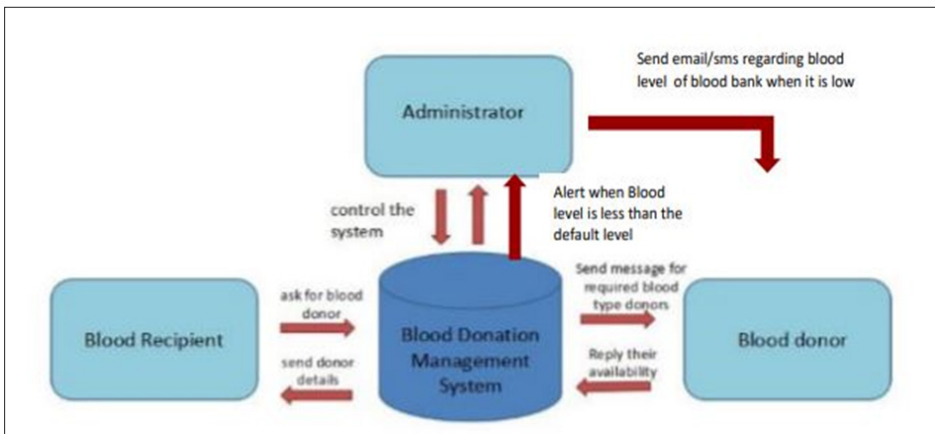 Send email/sms regarding blood
level of blood bank when it is low
Administrator
Alert when Blood
level is less than the
default level
control the
system
Send message for
required blood
type donors
ask for blood
donor
Blood Recipient
Blood Donation
Management
System
Blood donor
send donor
details
Reply their
availability